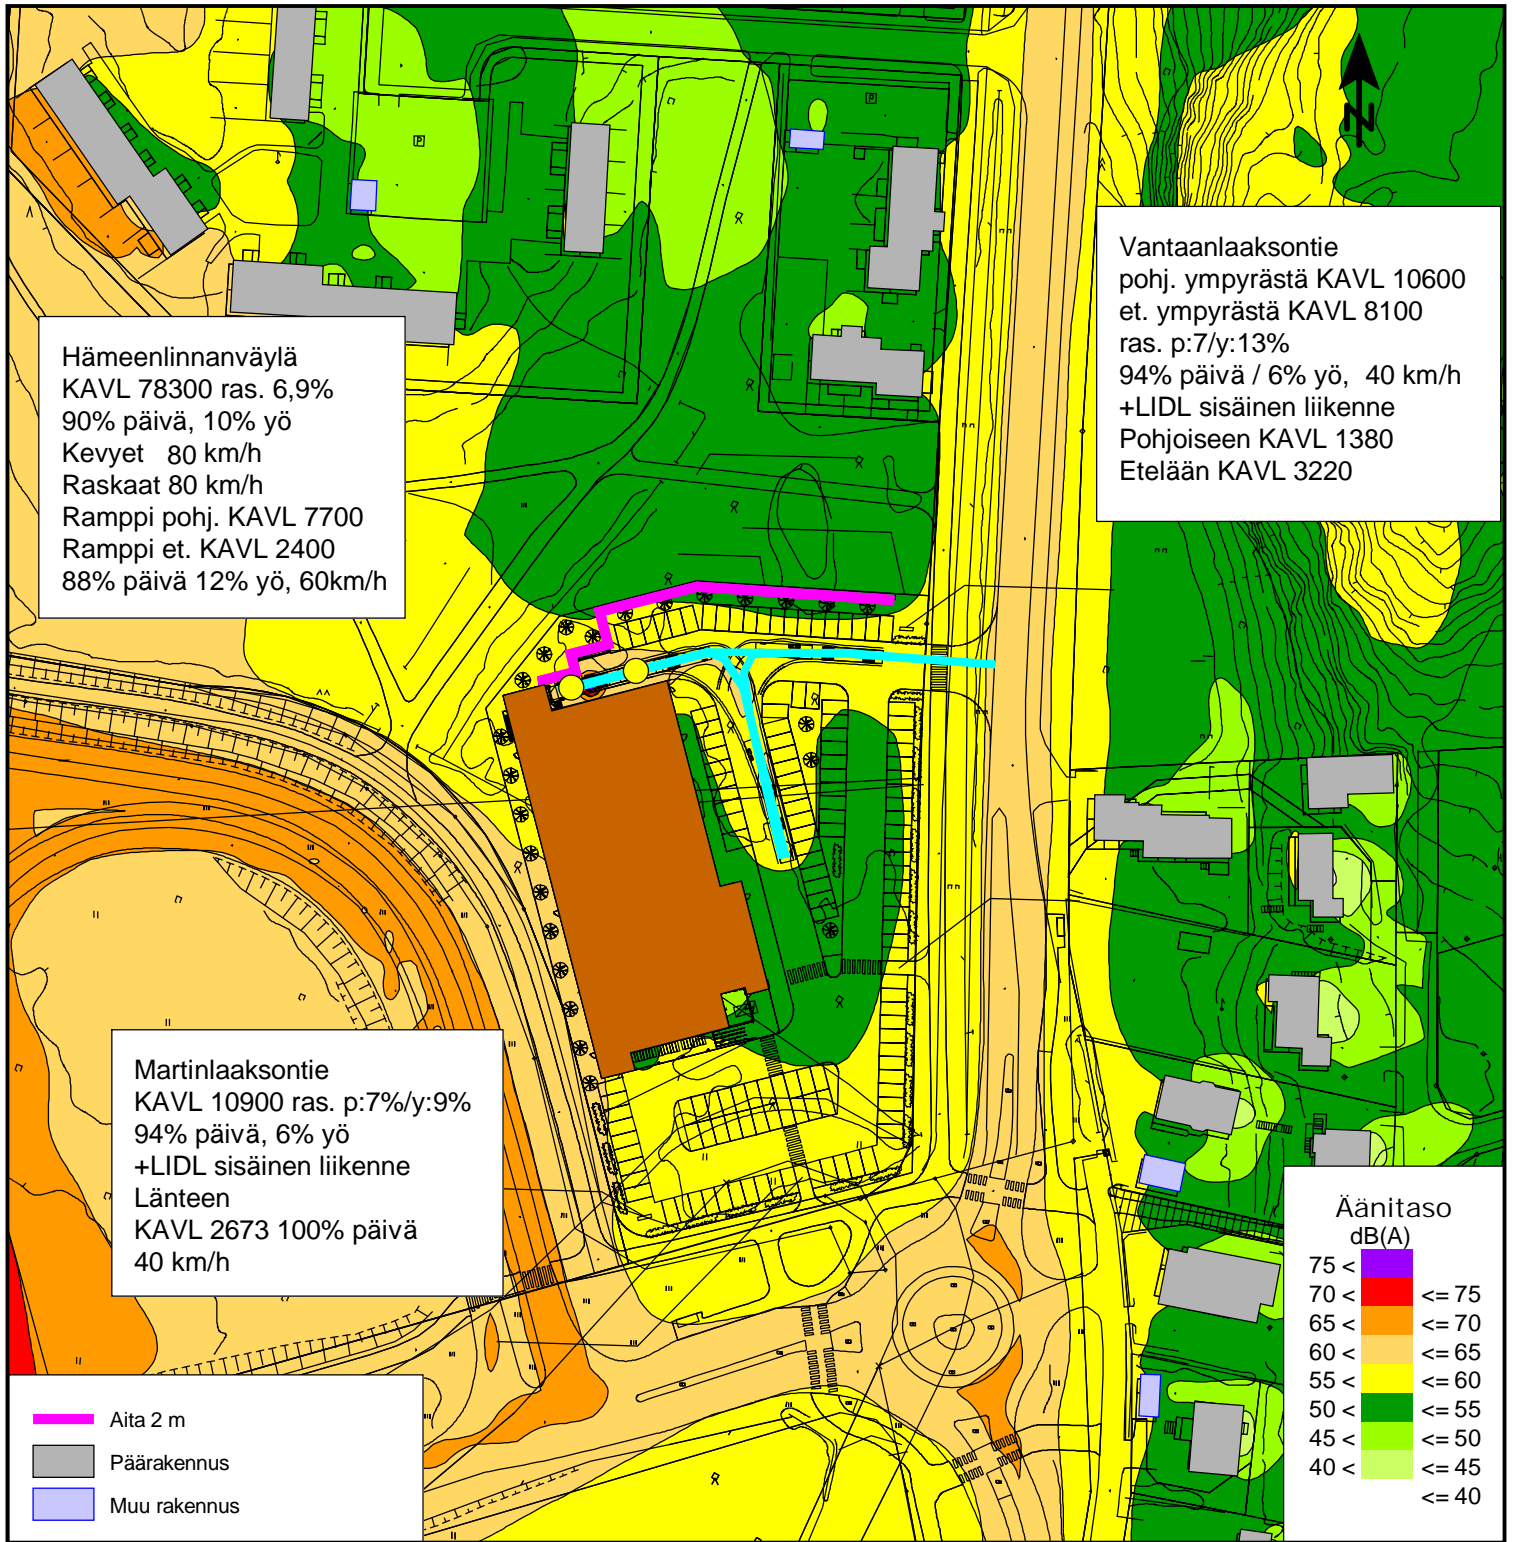 N
P
P
Vantaanlaaksontie
pohj. ympyrästä KAVL 10600
et. ympyrästä KAVL 8100
ras. p:7/y:13%
94% päivä / 6% yö, 40 km/h
+LIDL sisäinen liikenne
Pohjoiseen KAVL 1380
Etelään KAVL 3220
Hämeenlinnanväylä
KAVL 78300 ras. 6,9%
90% päivä, 10% yö
Kevyet 80 km/h
Raskaat 80 km/h
Ramppi pohj. KAVL 7700
Ramppi et. KAVL 2400
88% päivä 12% yö, 60km/h
Martinlaaksontie
KAVL 10900 ras. p:7%/y:9%
94% päivä, 6% yö
+LIDL sisäinen liikenne
Länteen
KAVL 2673 100% päivä
40 km/h
Äänitaso
dB(A)
75 <
70 < <= 75
65 < <= 70
60 < <= 65
55 < <= 60
50 < <= 55
45 < <= 50
40 < <= 45
<= 40
Aita 2 m
Päärakennus
Muu rakennus